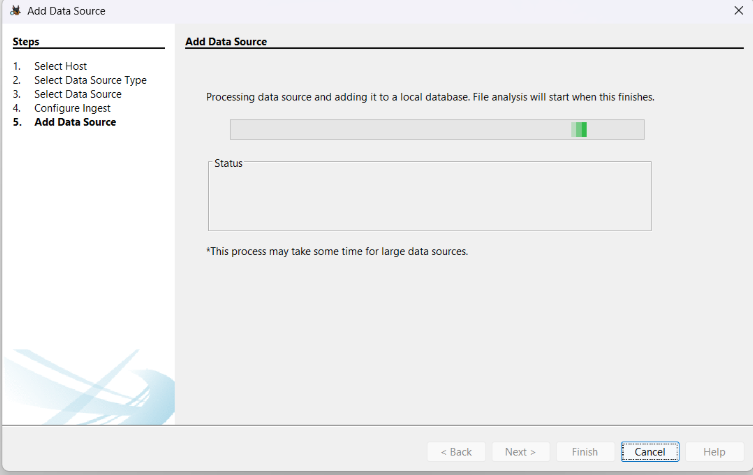 Add Data Source
Steps
1. Select Host
2. Select Data Source Type
3. Select Data Source
4. Configure Ingest
5. Add Data Source
Add Data Source
Processing data source and adding it to a local database. File analysis will start when this finishes.
Status
*This process may take some time for large data sources.
< Back Next > Finish Cancel Help